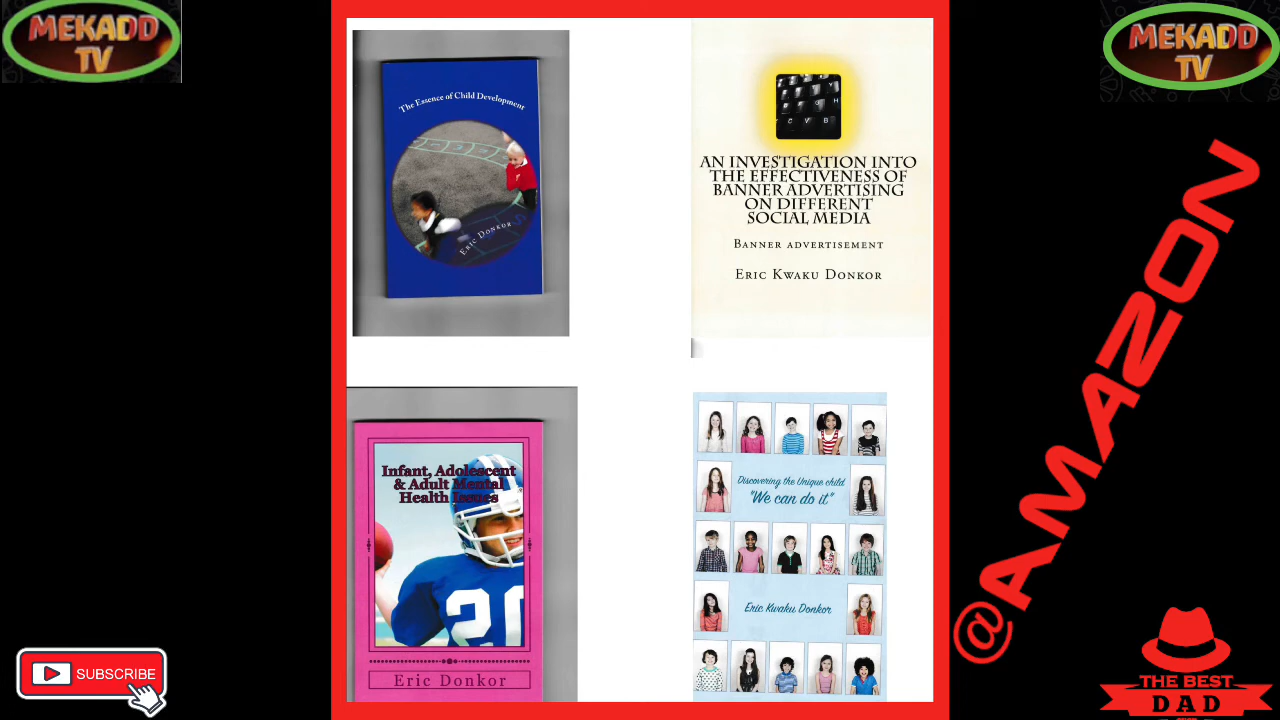 MEKADD
TV
MEKADD
TV
The Essence of Child Development
ERIC DONKOR
Y
G H
C V B
AN INVESTIGATION INTO
THE EFFECTIVENESS OF
BANNER ADVERTISING
ON DIFFERENT
SOCIAL MEDIA
BANNER ADVERTISEMENT
ERIC KWAKU DONKOR
Infant, Adolescent
& Adult Mental
Health Issues
20
Eric Donkor
Discovering the Unique child
"We can do it"
Eric Kwaku Donkor
@AMAZON
SUBSCRIBE
THE BEST
DAD